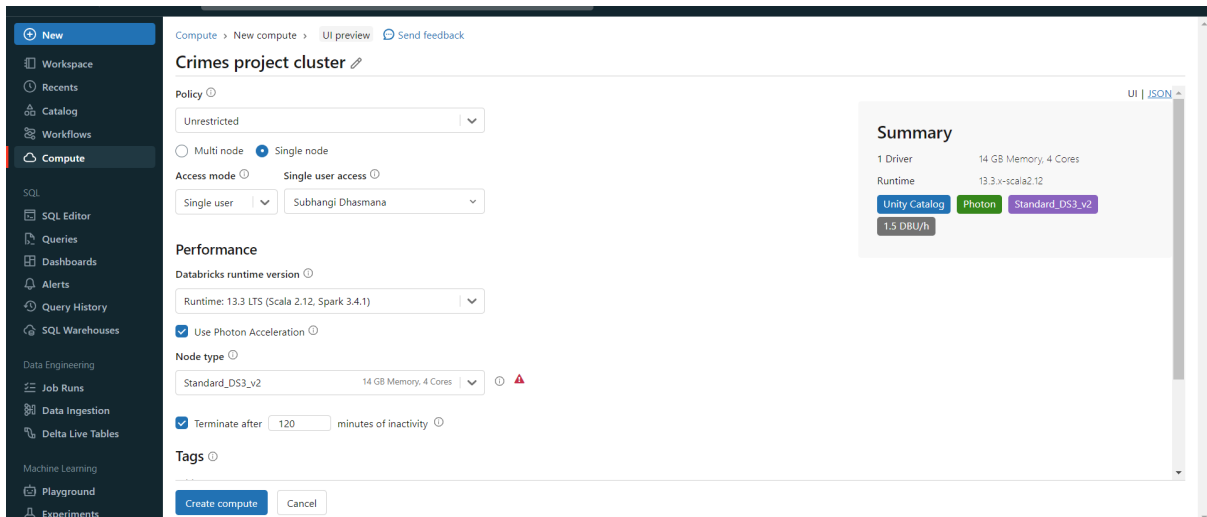 New
Workspace
Recents
Catalog
Workflows
Compute
SQL
SQL Editor
Queries
Dashboards
Alerts
Query History
SQL Warehouses
Data Engineering
Job Runs
Data Ingestion
Delta Live Tables
Machine Learning
Playground
Experiments
Compute › New compute › UI preview Send feedback
Crimes project cluster
UI | JSON
Policy
Unrestricted
Multi node Single node
Access mode Single user access
Single user Subhangi Dhasmana
Performance
Databricks runtime version
Runtime: 13.3 LTS (Scala 2.12, Spark 3.4.1)
Use Photon Acceleration
Node type
Standard_DS3_v2 14 GB Memory, 4 Cores
Terminate after 120 minutes of inactivity
Tags
Create compute Cancel
Summary
1 Driver 14 GB Memory, 4 Cores
Runtime 13.3.x-scala2.12
Unity Catalog Photon Standard_DS3_v2
1.5 DBU/h